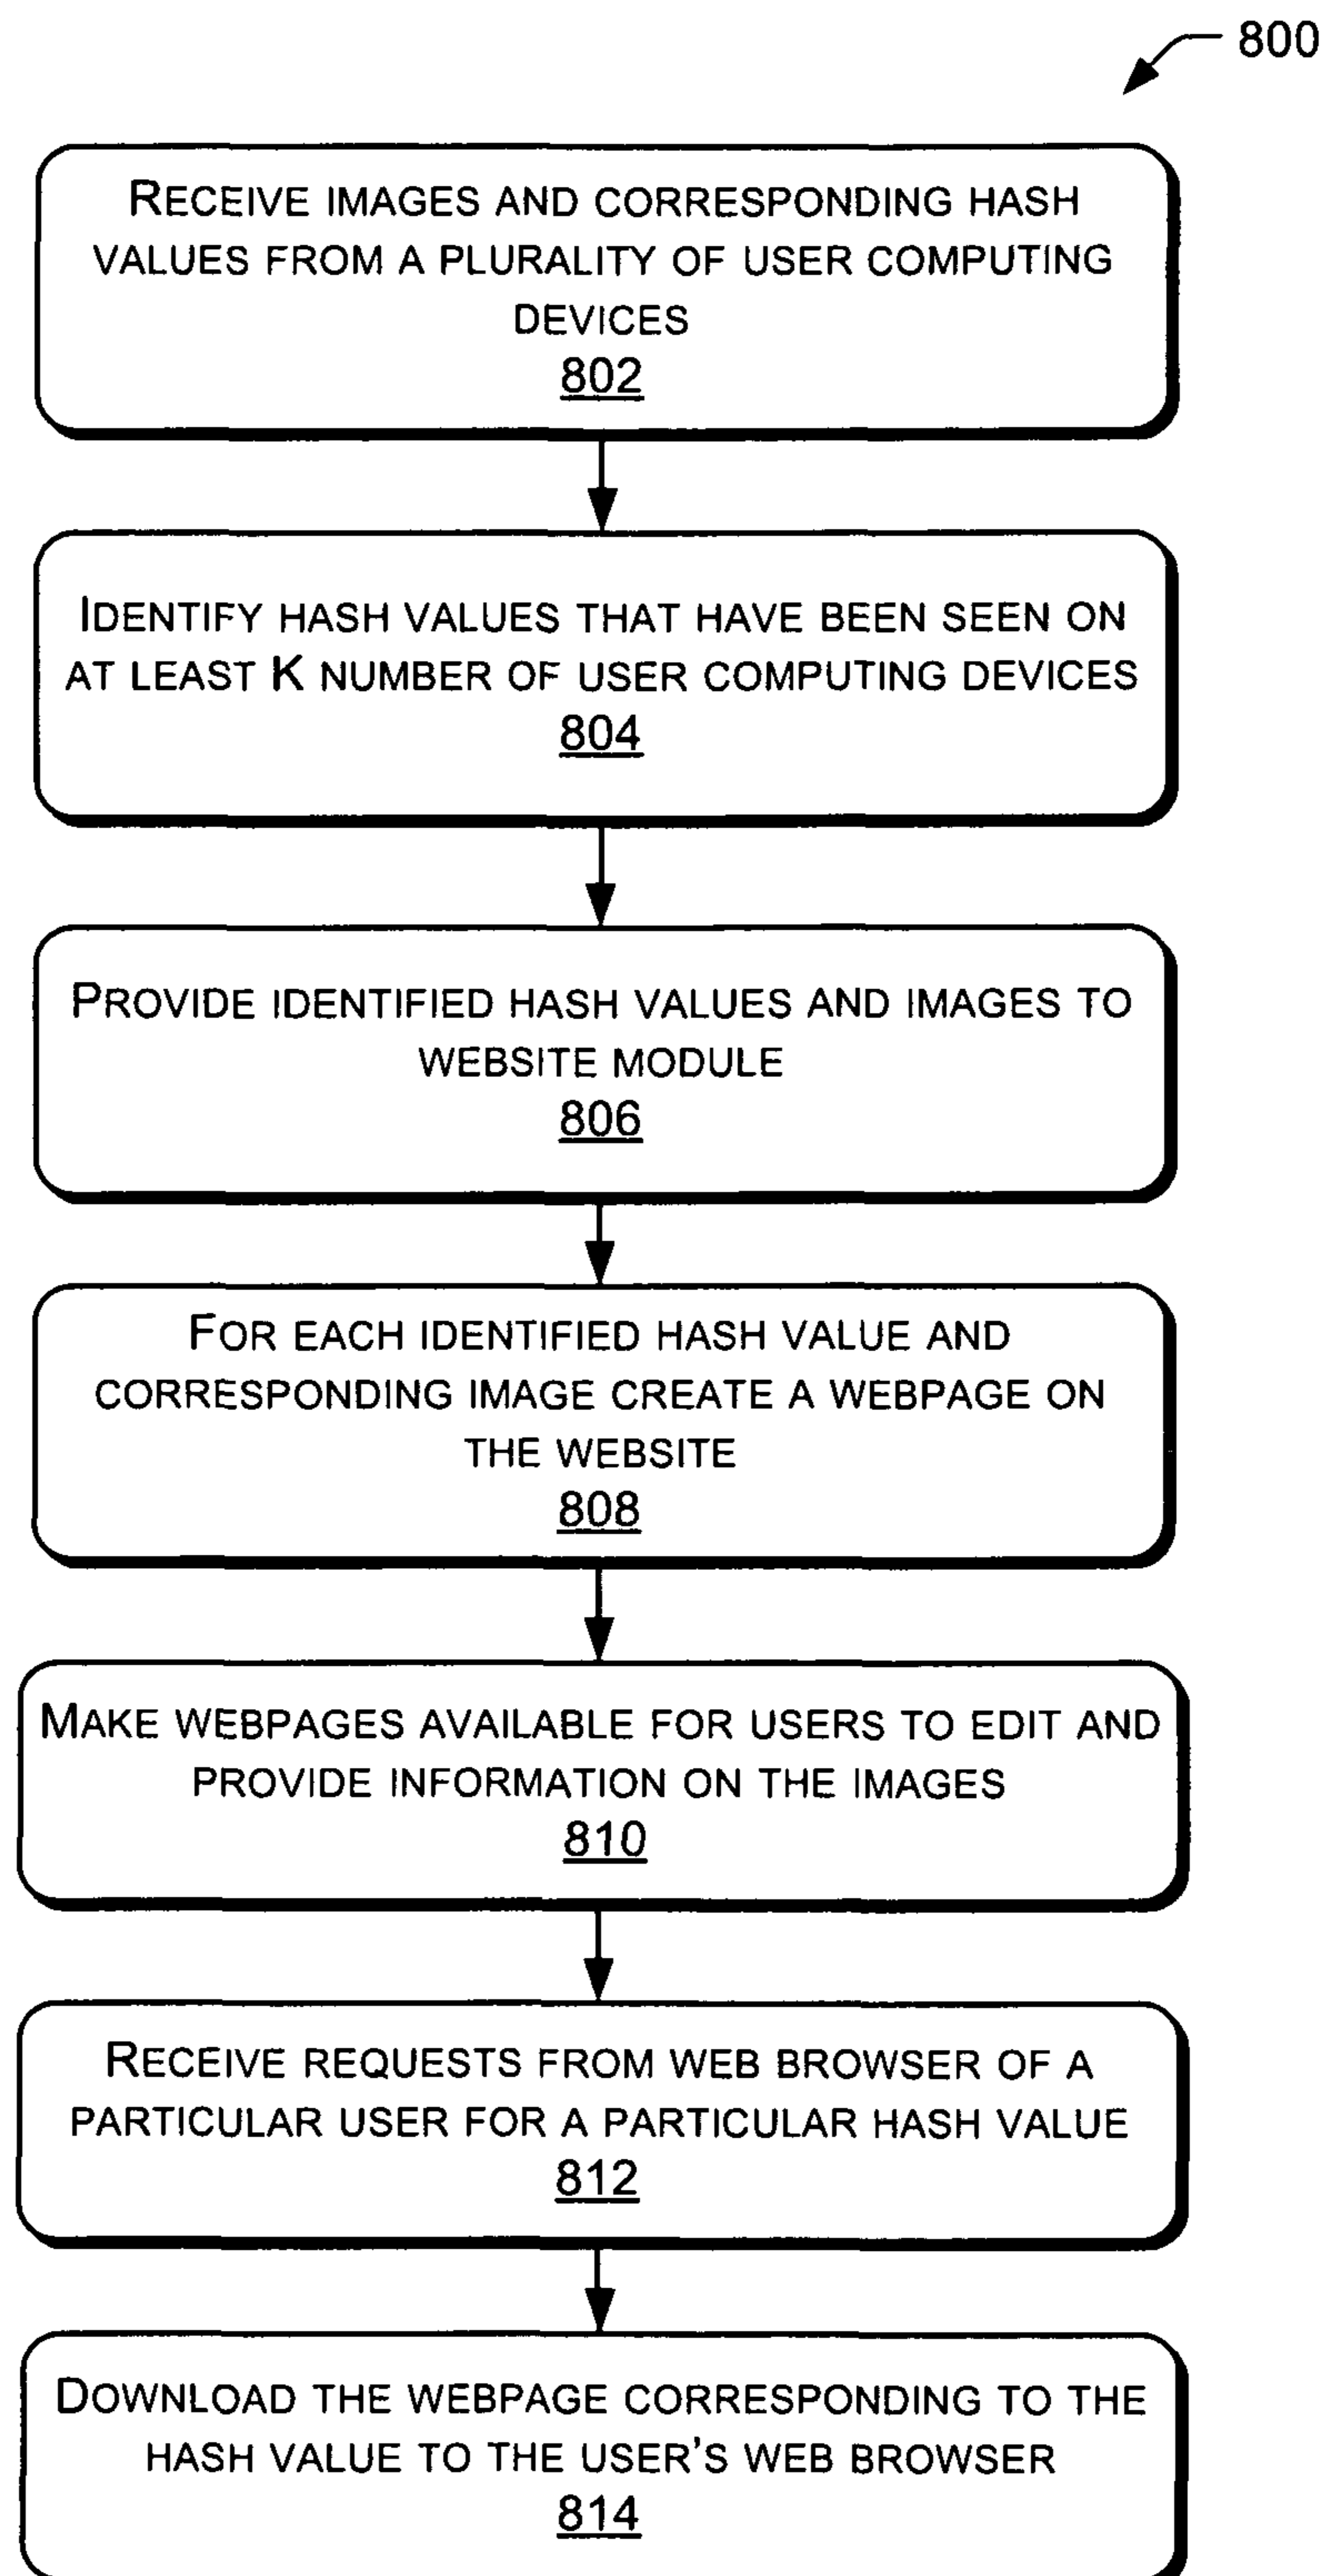 800
RECEIVE IMAGES AND CORRESPONDING HASH
VALUES FROM A PLURALITY OF USER COMPUTING
DEVICES
802
IDENTIFY HASH VALUES THAT HAVE BEEN SEEN ON
AT LEAST K NUMBER OF USER COMPUTING DEVICES
804
PROVIDE IDENTIFIED HASH VALUES AND IMAGES TO
WEBSITE MODULE
806
FOR EACH IDENTIFIED HASH VALUE AND
CORRESPONDING IMAGE CREATE A WEBPAGE ON
THE WEBSITE
808
MAKE WEBPAGES AVAILABLE FOR USERS TO EDIT AND
PROVIDE INFORMATION ON THE IMAGES
810
RECEIVE REQUESTS FROM WEB BROWSER OF A
PARTICULAR USER FOR A PARTICULAR HASH VALUE
812
DOWNLOAD THE WEBPAGE CORRESPONDING TO THE
HASH VALUE TO THE USER'S WEB BROWSER
814